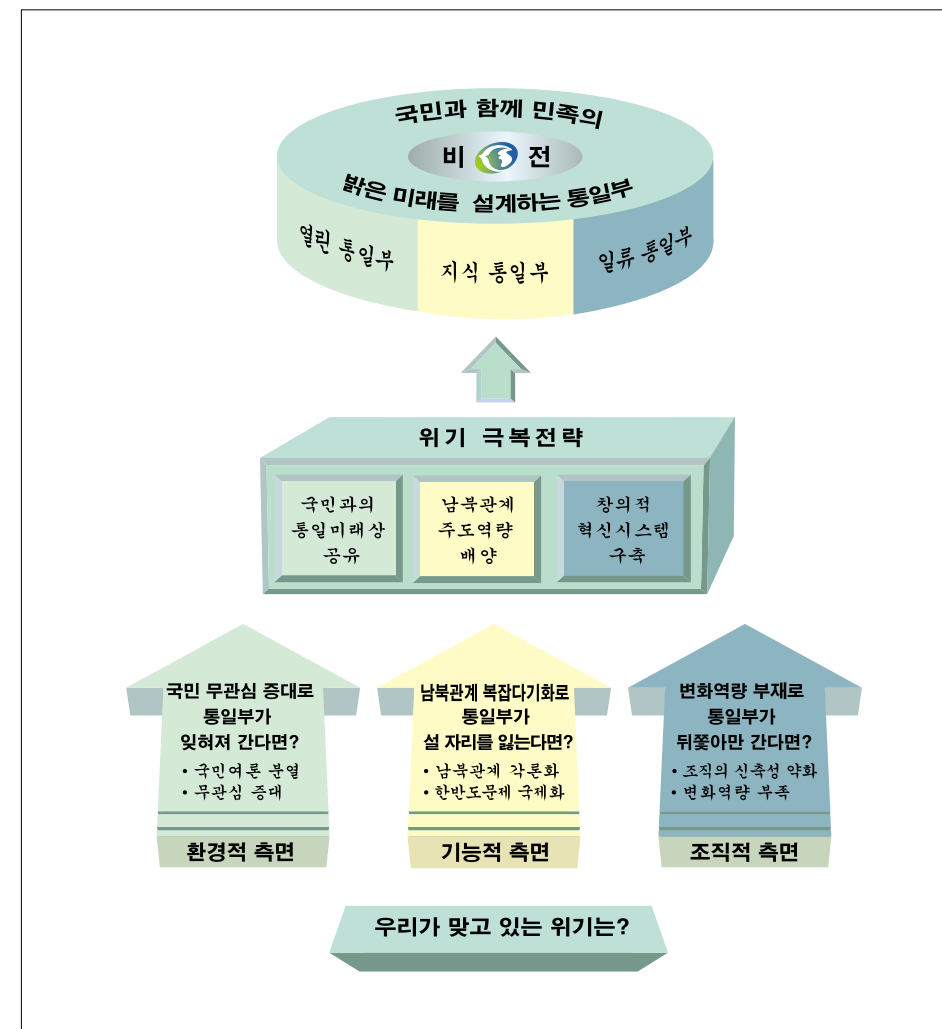 국민과 함께 민족의
비 전
밝은 미래를 설계하는 통일부
열린 통일부
지식 통일부
일류 통일부
위기 극복전략
국민과의
통일미래상
공유
남북관계
주도역량
배양
창의적
혁신시스템
구축
국민 무관심 증대로
통일부가
잊혀져 간다면?
• 국민여론 분열
• 무관심 증대
환경적 측면
남북관계 복잡다기화로
통일부가
설 자리를 잃는다면?
• 남북관계 각론화
• 한반도문제 국제화
기능적 측면
변화역량 부재로
통일부가
뒤쫓아만 간다면?
• 조직의 신축성 약화
• 변화역량 부족
조직적 측면
우리가 맞고 있는 위기는?